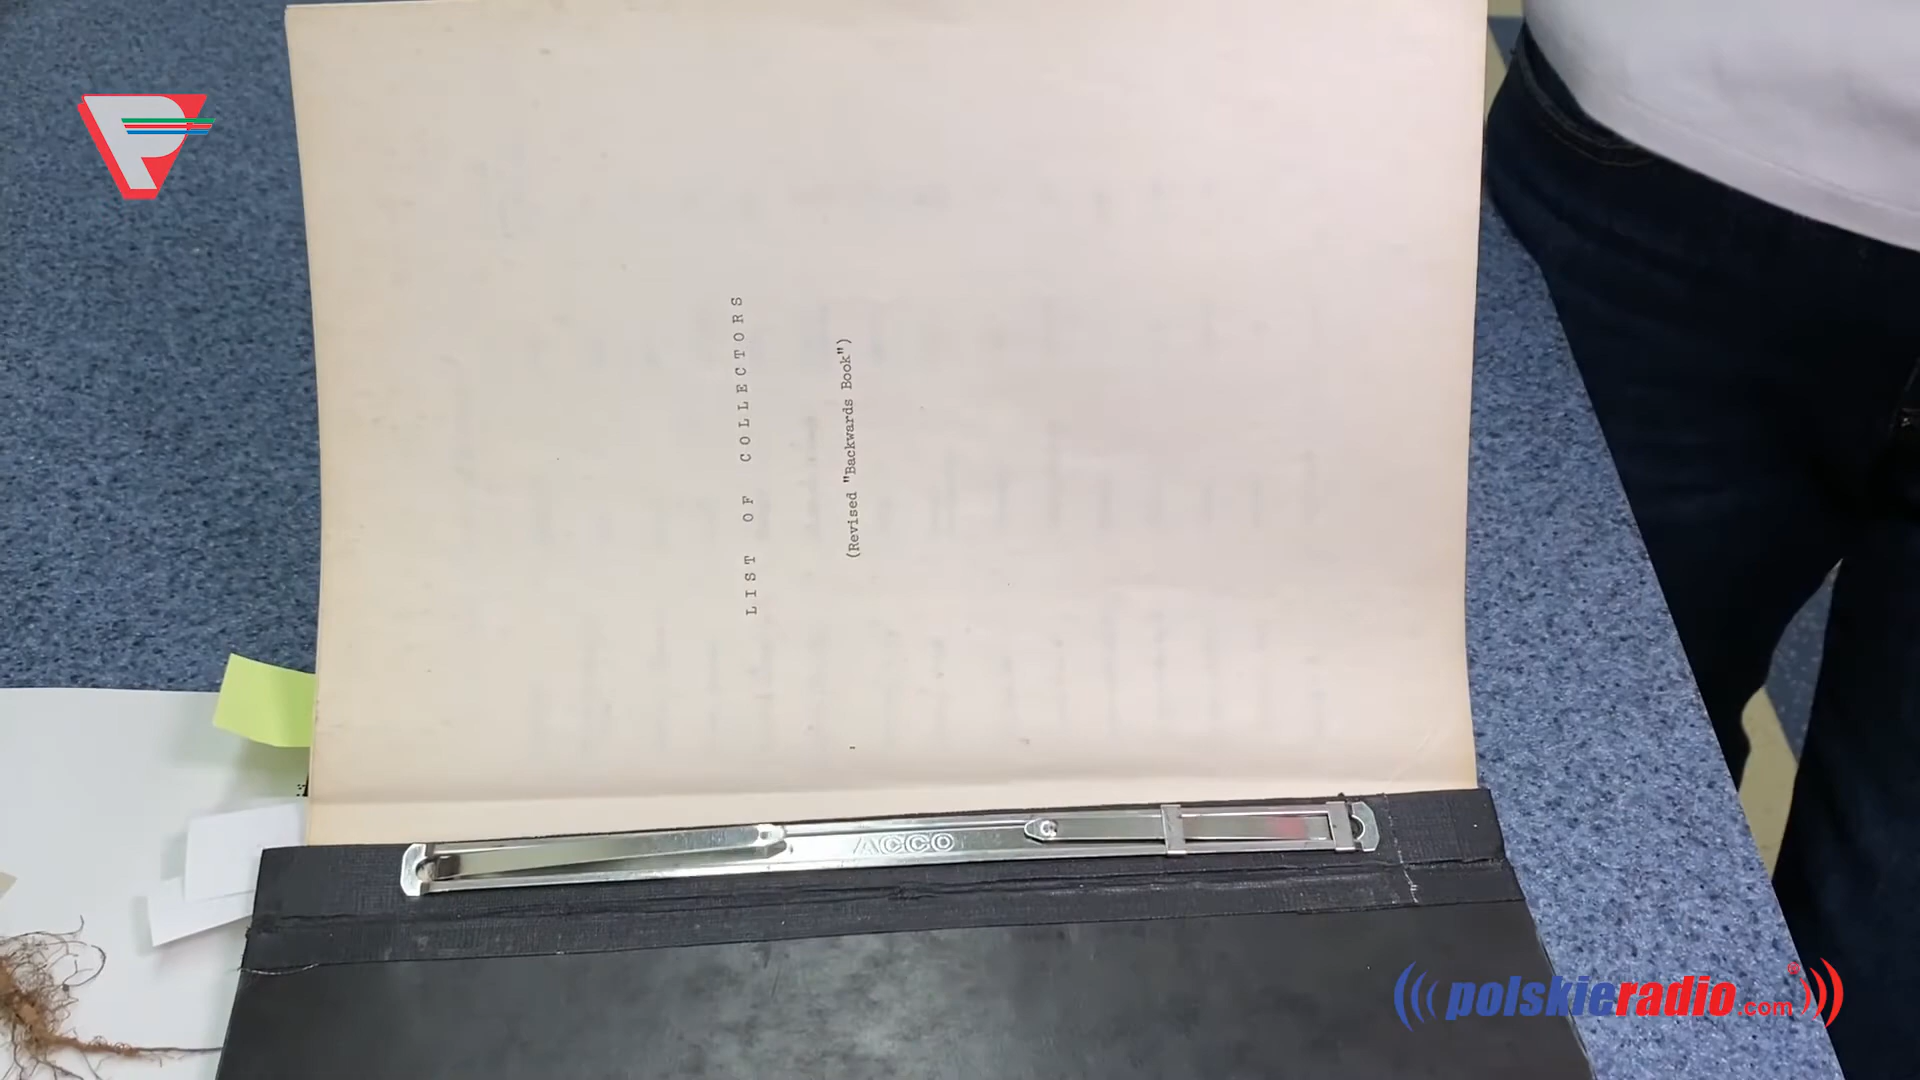 LIST OF COLLECTORS
(Revised "Backwards Book")
ACCO
polskieradio.com